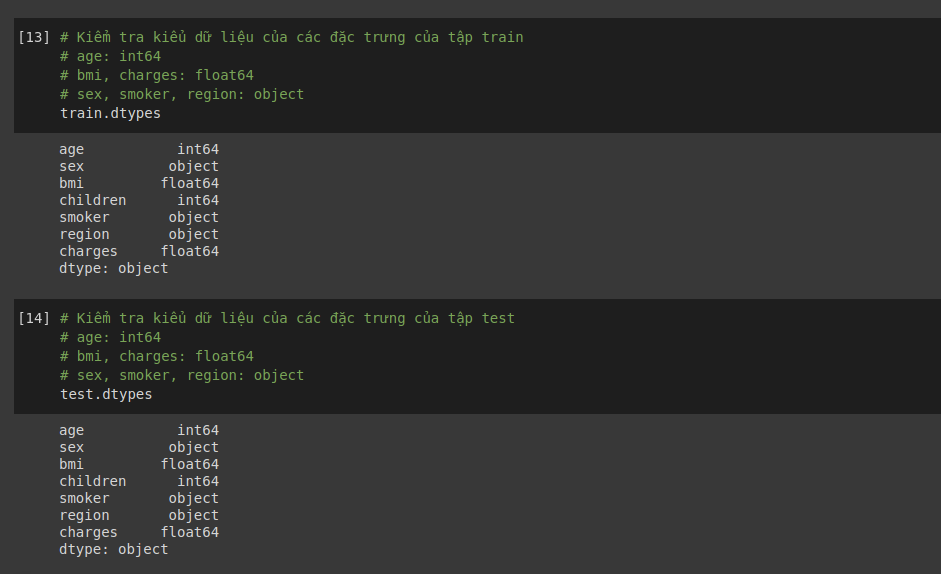 [13] # Kiểm tra kiểu dữ liệu của các đặc trưng của tập train
# age: int64
# bmi, charges: float64
# sex, smoker, region: object
train.dtypes
age int64
sex object
bmi float64
children int64
smoker object
region object
charges float64
dtype: object
[14] # Kiểm tra kiểu dữ liệu của các đặc trưng của tập test
# age: int64
# bmi, charges: float64
# sex, smoker, region: object
test.dtypes
age int64
sex object
bmi float64
children int64
smoker object
region object
charges float64
dtype: object